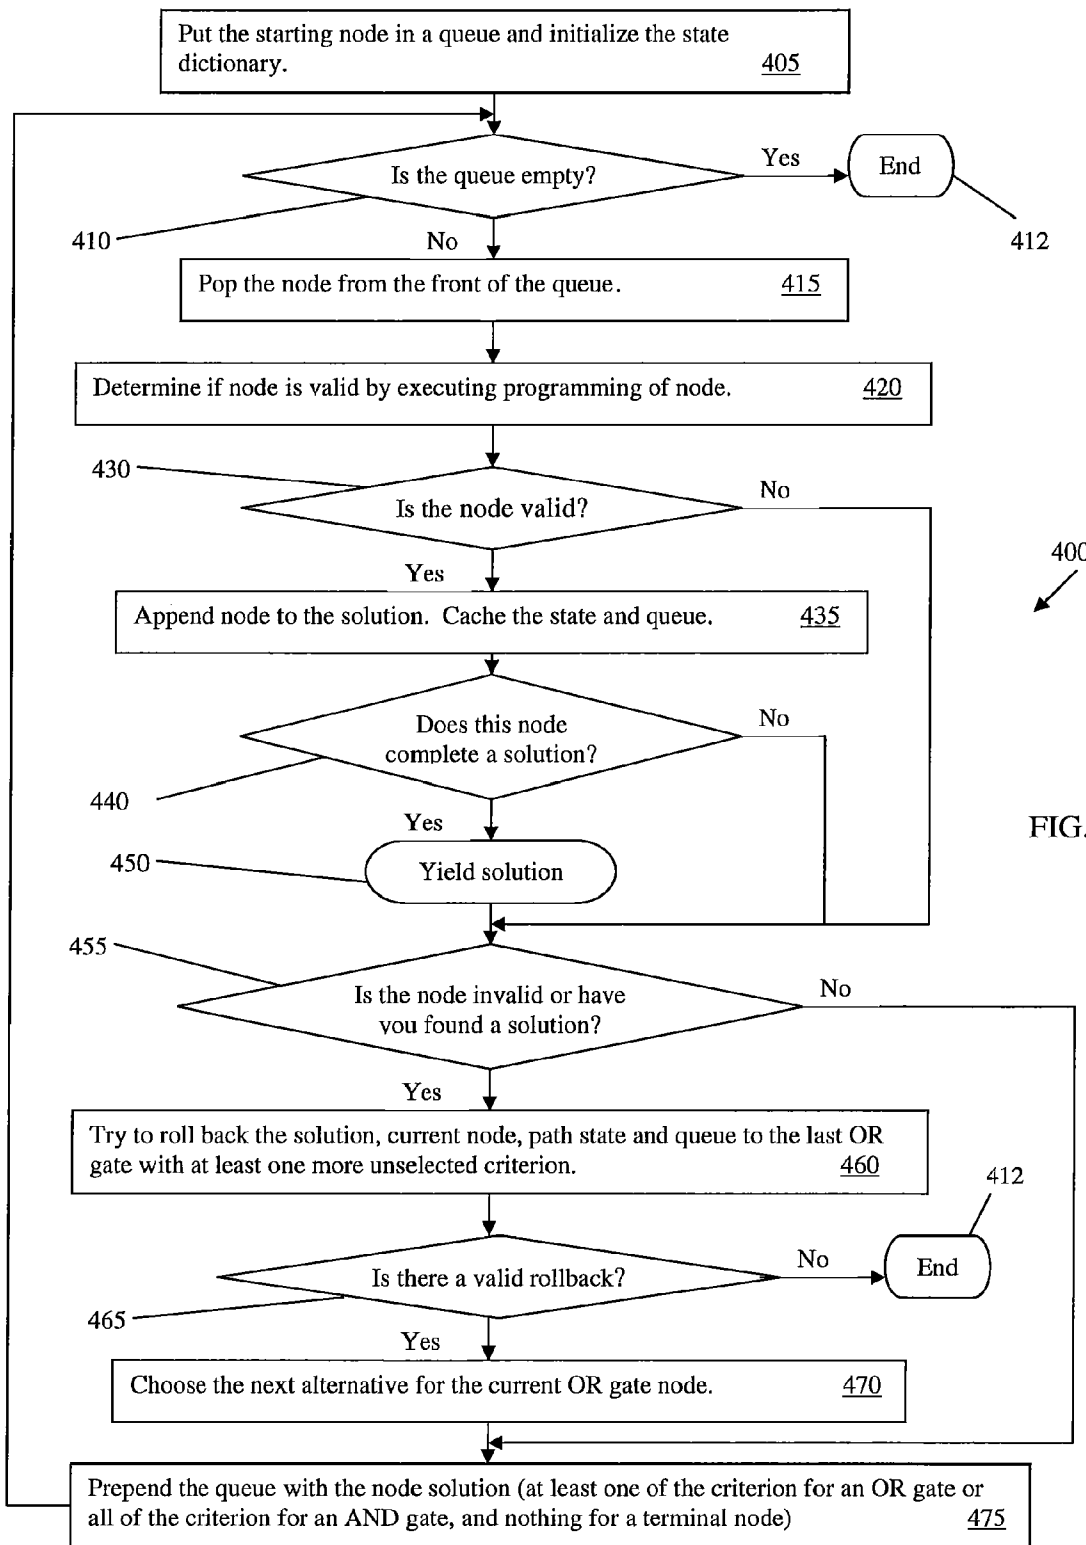 Put the starting node in a queue and initialize the state
dictionary. 405
Is the queue empty?
Yes
End
410
412
No
Pop the node from the front of the queue. 415
Determine if node is valid by executing programming of node. 420
430
Is the node valid?
No
Yes
400
Append node to the solution. Cache the state and queue. 435
Does this node
complete a solution?
No
440
Yes
FIG.
450
Yield solution
455
Is the node invalid or have
you found a solution?
No
Yes
Try to roll back the solution, current node, path state and queue to the last OR
gate with at least one more unselected criterion. 460
412
Is there a valid rollback?
No
End
465
Yes
Choose the next alternative for the current OR gate node. 470
Prepend the queue with the node solution (at least one of the criterion for an OR gate or
all of the criterion for an AND gate, and nothing for a terminal node) 475